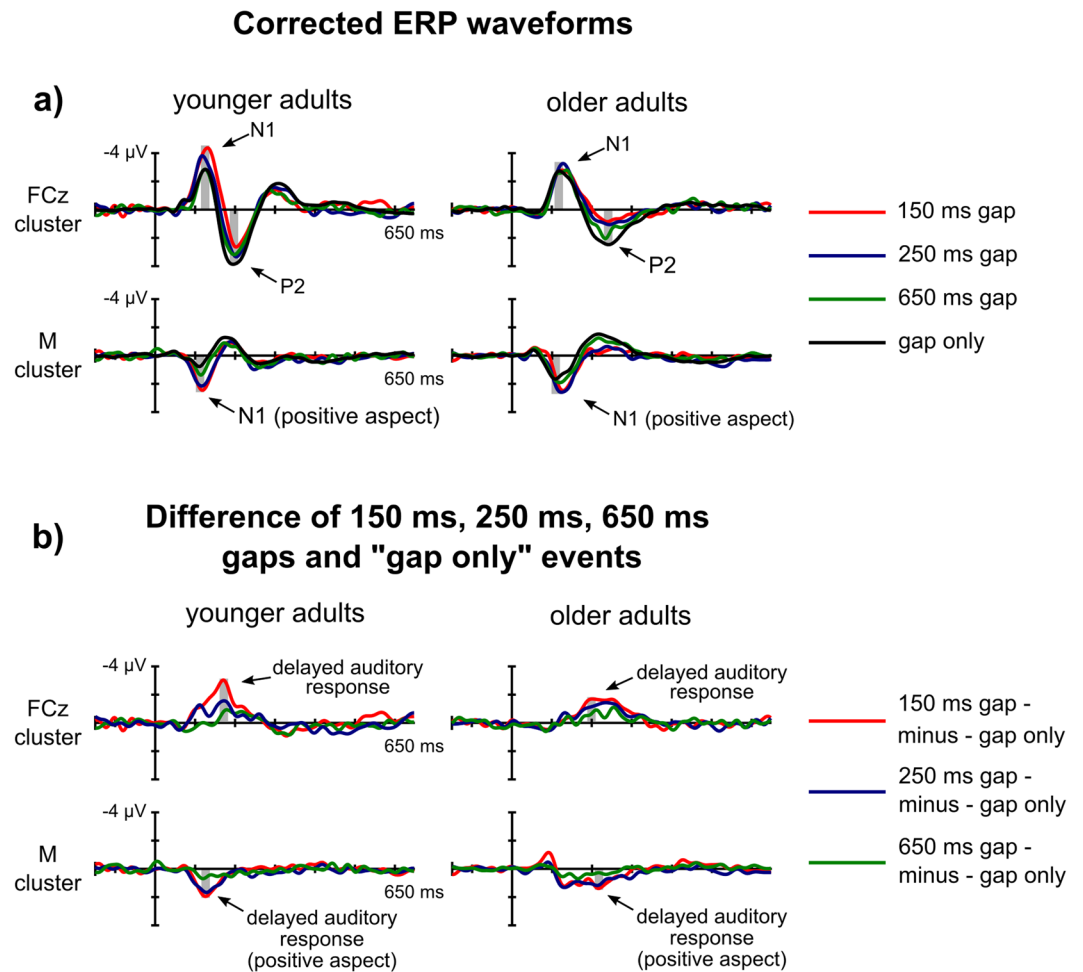 Corrected ERP waveforms
a)
younger adults
older adults
N1
N1
-4 µV
FCz
cluster
650 ms
P2
P2
150 ms gap
250 ms gap
650 ms gap
gap only
-4 µV
M
cluster
650 ms
N1 (positive aspect)
N1 (positive aspect)
b)
Difference of 150 ms, 250 ms, 650 ms
gaps and "gap only" events
younger adults
older adults
-4 µV
delayed auditory
response
delayed auditory
response
FCz
cluster
650 ms
150 ms gap -
minus - gap only
250 ms gap -
minus - gap only
650 ms gap -
minus - gap only
-4 µV
M
cluster
650 ms
delayed auditory
response
(positive aspect)
delayed auditory
response
(positive aspect)